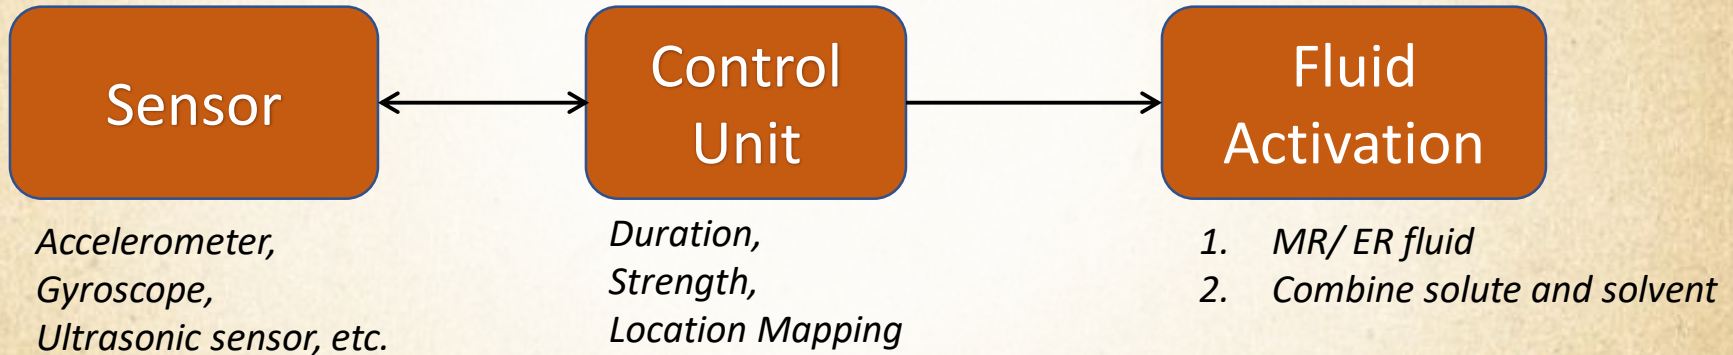 Sensor
Control
Unit
Fluid
Activation
Accelerometer,
Gyroscope,
Ultrasonic sensor, etc.
Duration,
Strength,
Location Mapping
1. MR/ ER fluid
2. Combine solute and solvent